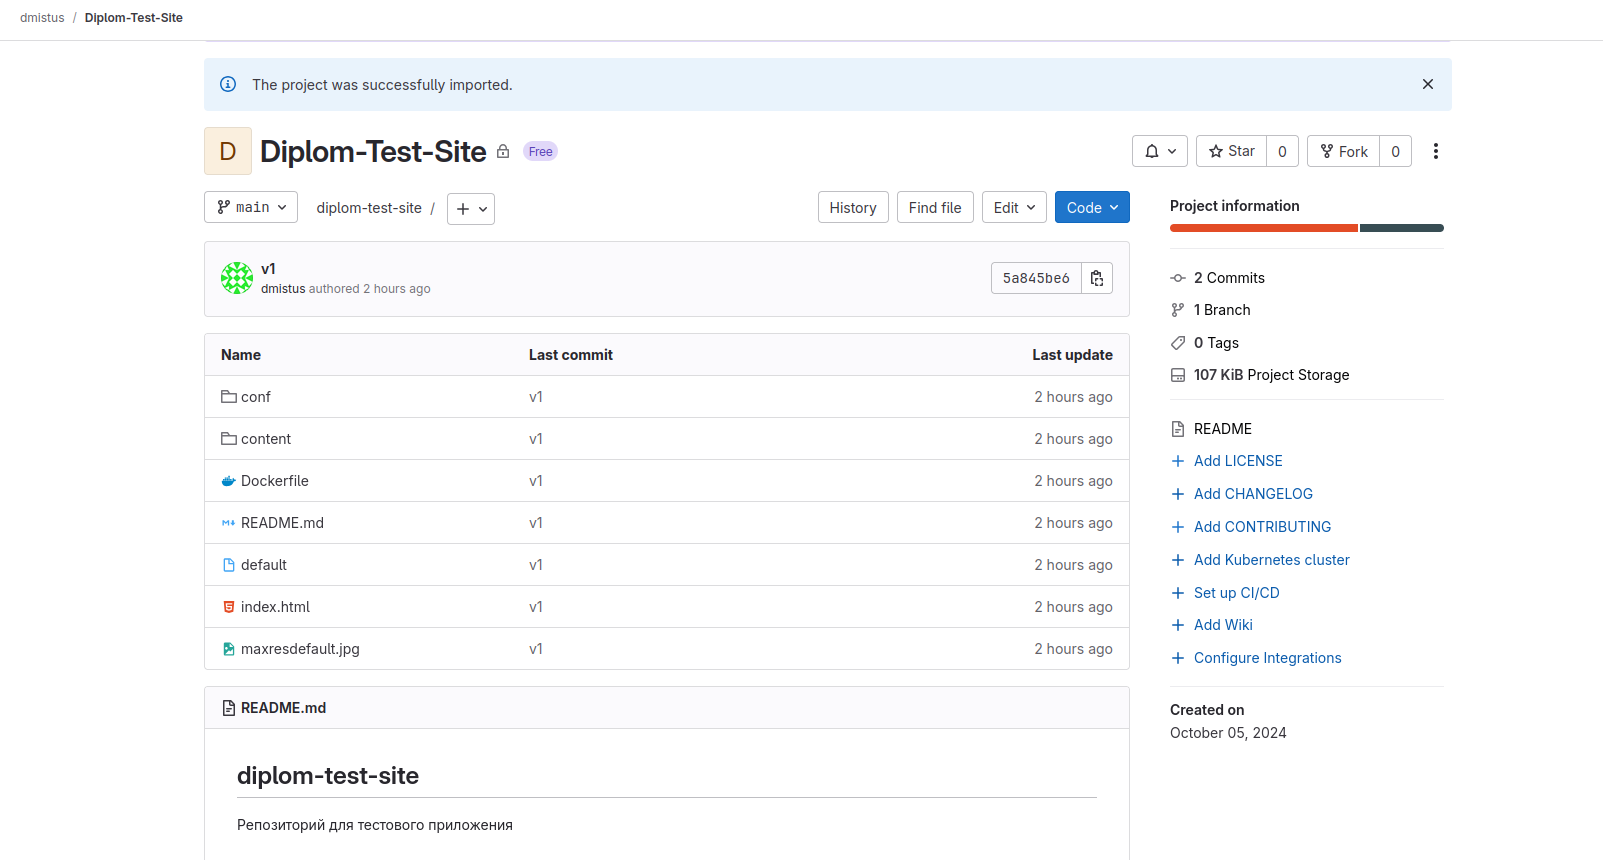 dmistus / Diplom-Test-Site
The project was successfully imported.
D Diplom-Test-Site Free
Star 0 Fork 0
main diplom-test-site / History Find file Edit Code
v1
dmistus authored 2 hours ago
5a845be6
Name Last commit Last update
conf v1 2 hours ago
content v1 2 hours ago
Dockerfile v1 2 hours ago
README.md v1 2 hours ago
default v1 2 hours ago
index.html v1 2 hours ago
maxresdefault.jpg v1 2 hours ago
README.md
diplom-test-site
Репозиторий для тестового приложения
Project information
2 Commits
1 Branch
0 Tags
107 KiB Project Storage
README
Add LICENSE
Add CHANGELOG
Add CONTRIBUTING
Add Kubernetes cluster
Set up CI/CD
Add Wiki
Configure Integrations
Created on
October 05, 2024